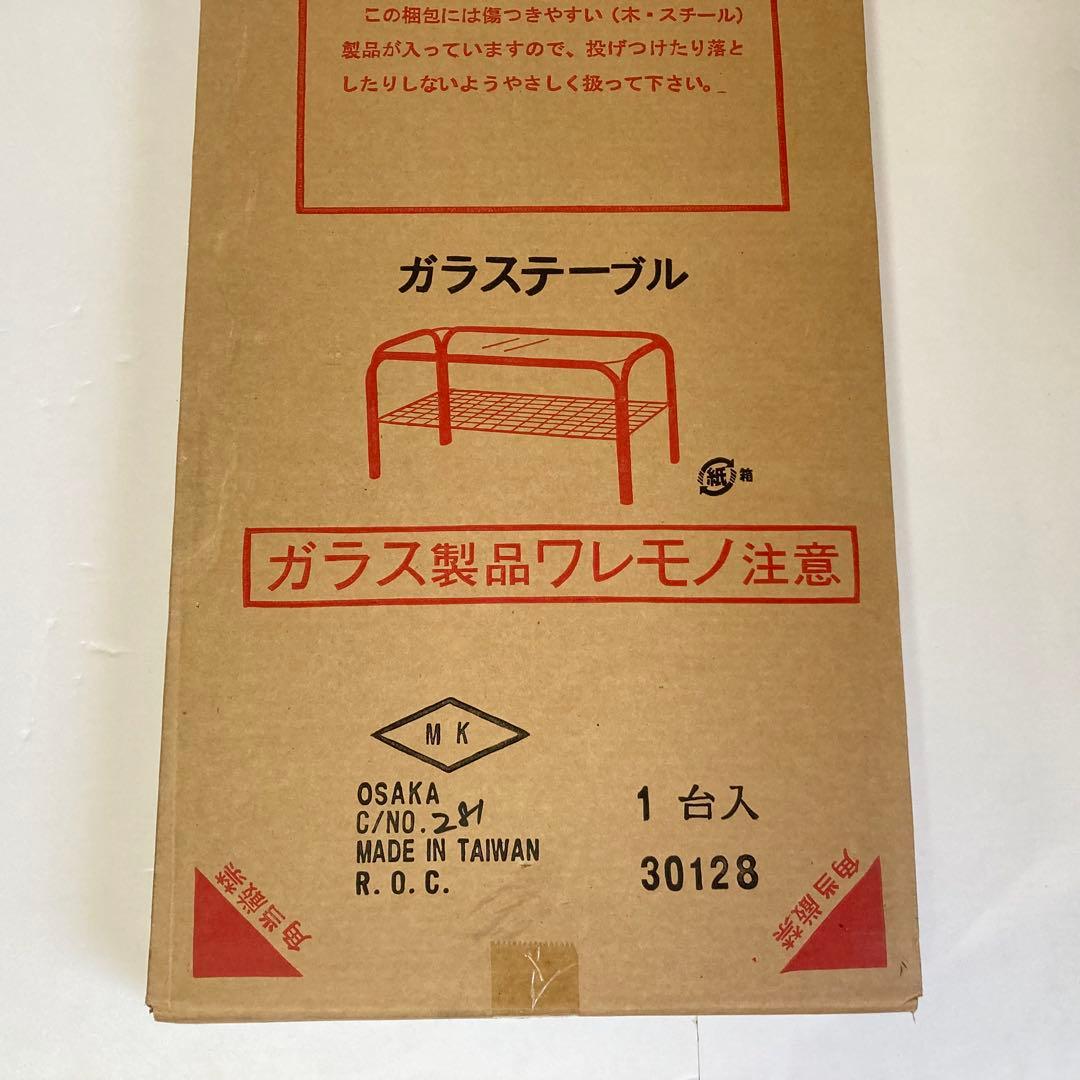 この梱包には傷つきやすい（木・スチール）
製品が入っていますので、投げつけたり落と
したりしないようやさしく扱って下さい。
ガラステーブル
紙 箱
ガラス製品ワレモノ注意
M K
OSAKA
C/NO. 281
MADE IN TAIWAN
R. O. C.
1 台入
30128
角当厳禁
角当厳禁